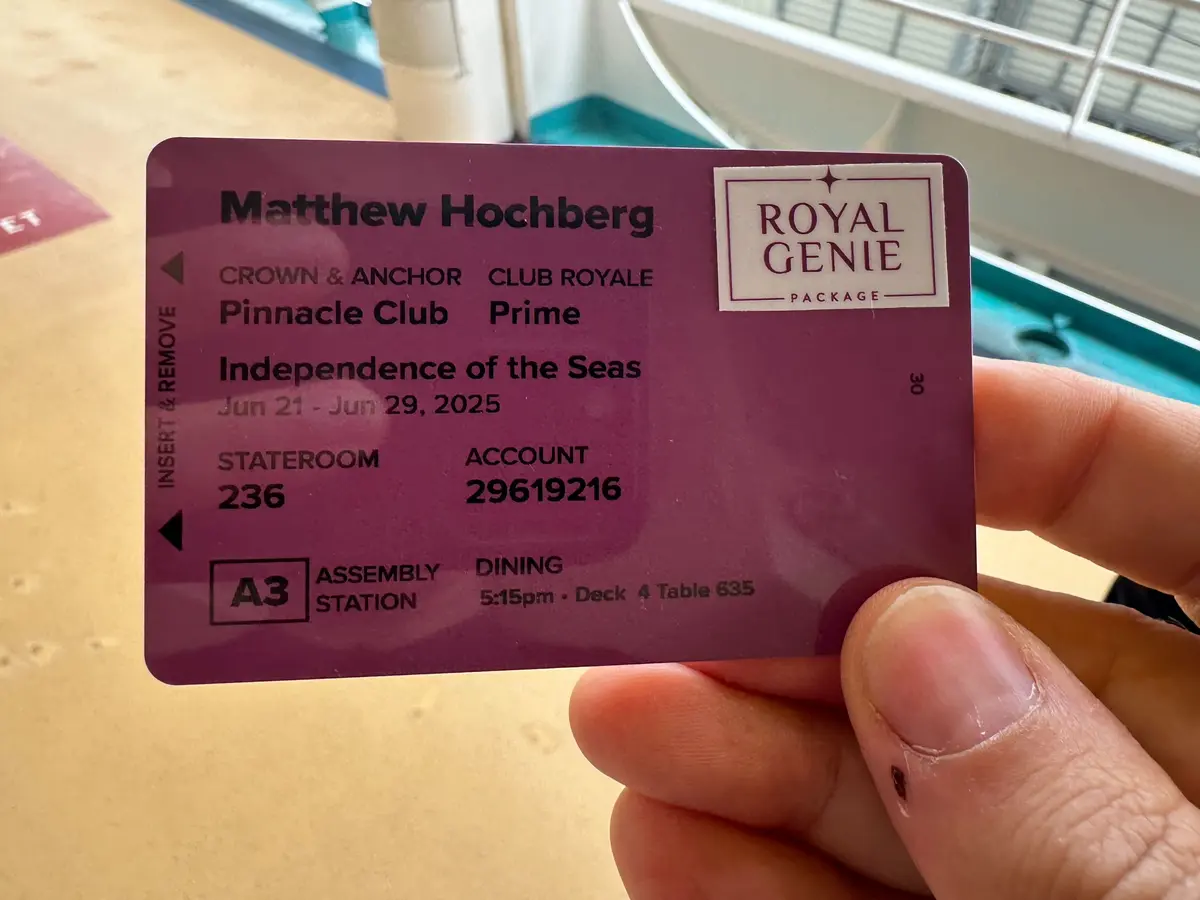 Matthew Hochberg
ROYAL
GENIE
PACKAGE
CROWN & ANCHOR CLUB ROYALE
Pinnacle Club Prime
Independence of the Seas
Jun 21 - Jun 29, 2025
STATEROOM ACCOUNT
236 29619216
A3 ASSEMBLY STATION
DINING
5:15pm · Deck 4 Table 635
INSERT & REMOVE
30
ET